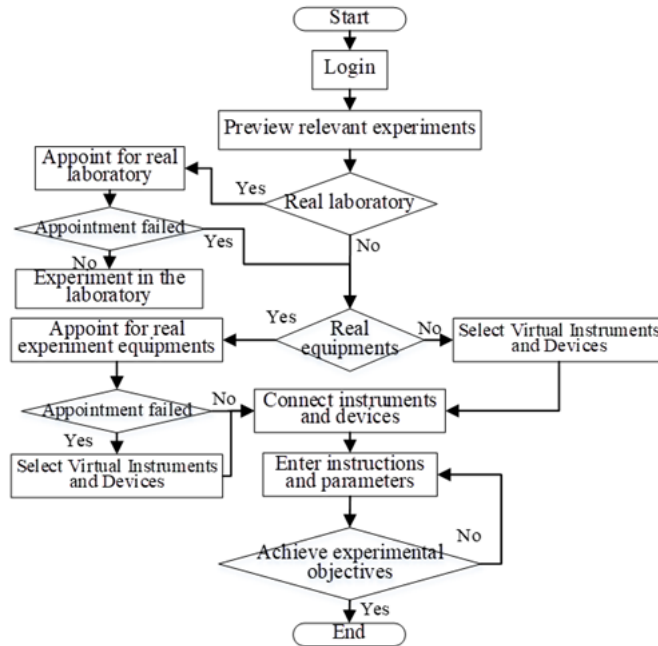 Start
Login
Preview relevant experiments
Appoint for real
laboratory
Yes
Real laboratory
Appointment failed
Yes
No
No
Experiment in the
laboratory
Appoint for real
experiment equipments
Yes
Real
equipments
No
Select Virtual Instruments
and Devices
Appointment failed
No
Connect instruments
and devices
Yes
Select Virtual Instruments
and Devices
Enter instructions
and parameters
No
Achieve experimental
objectives
Yes
End